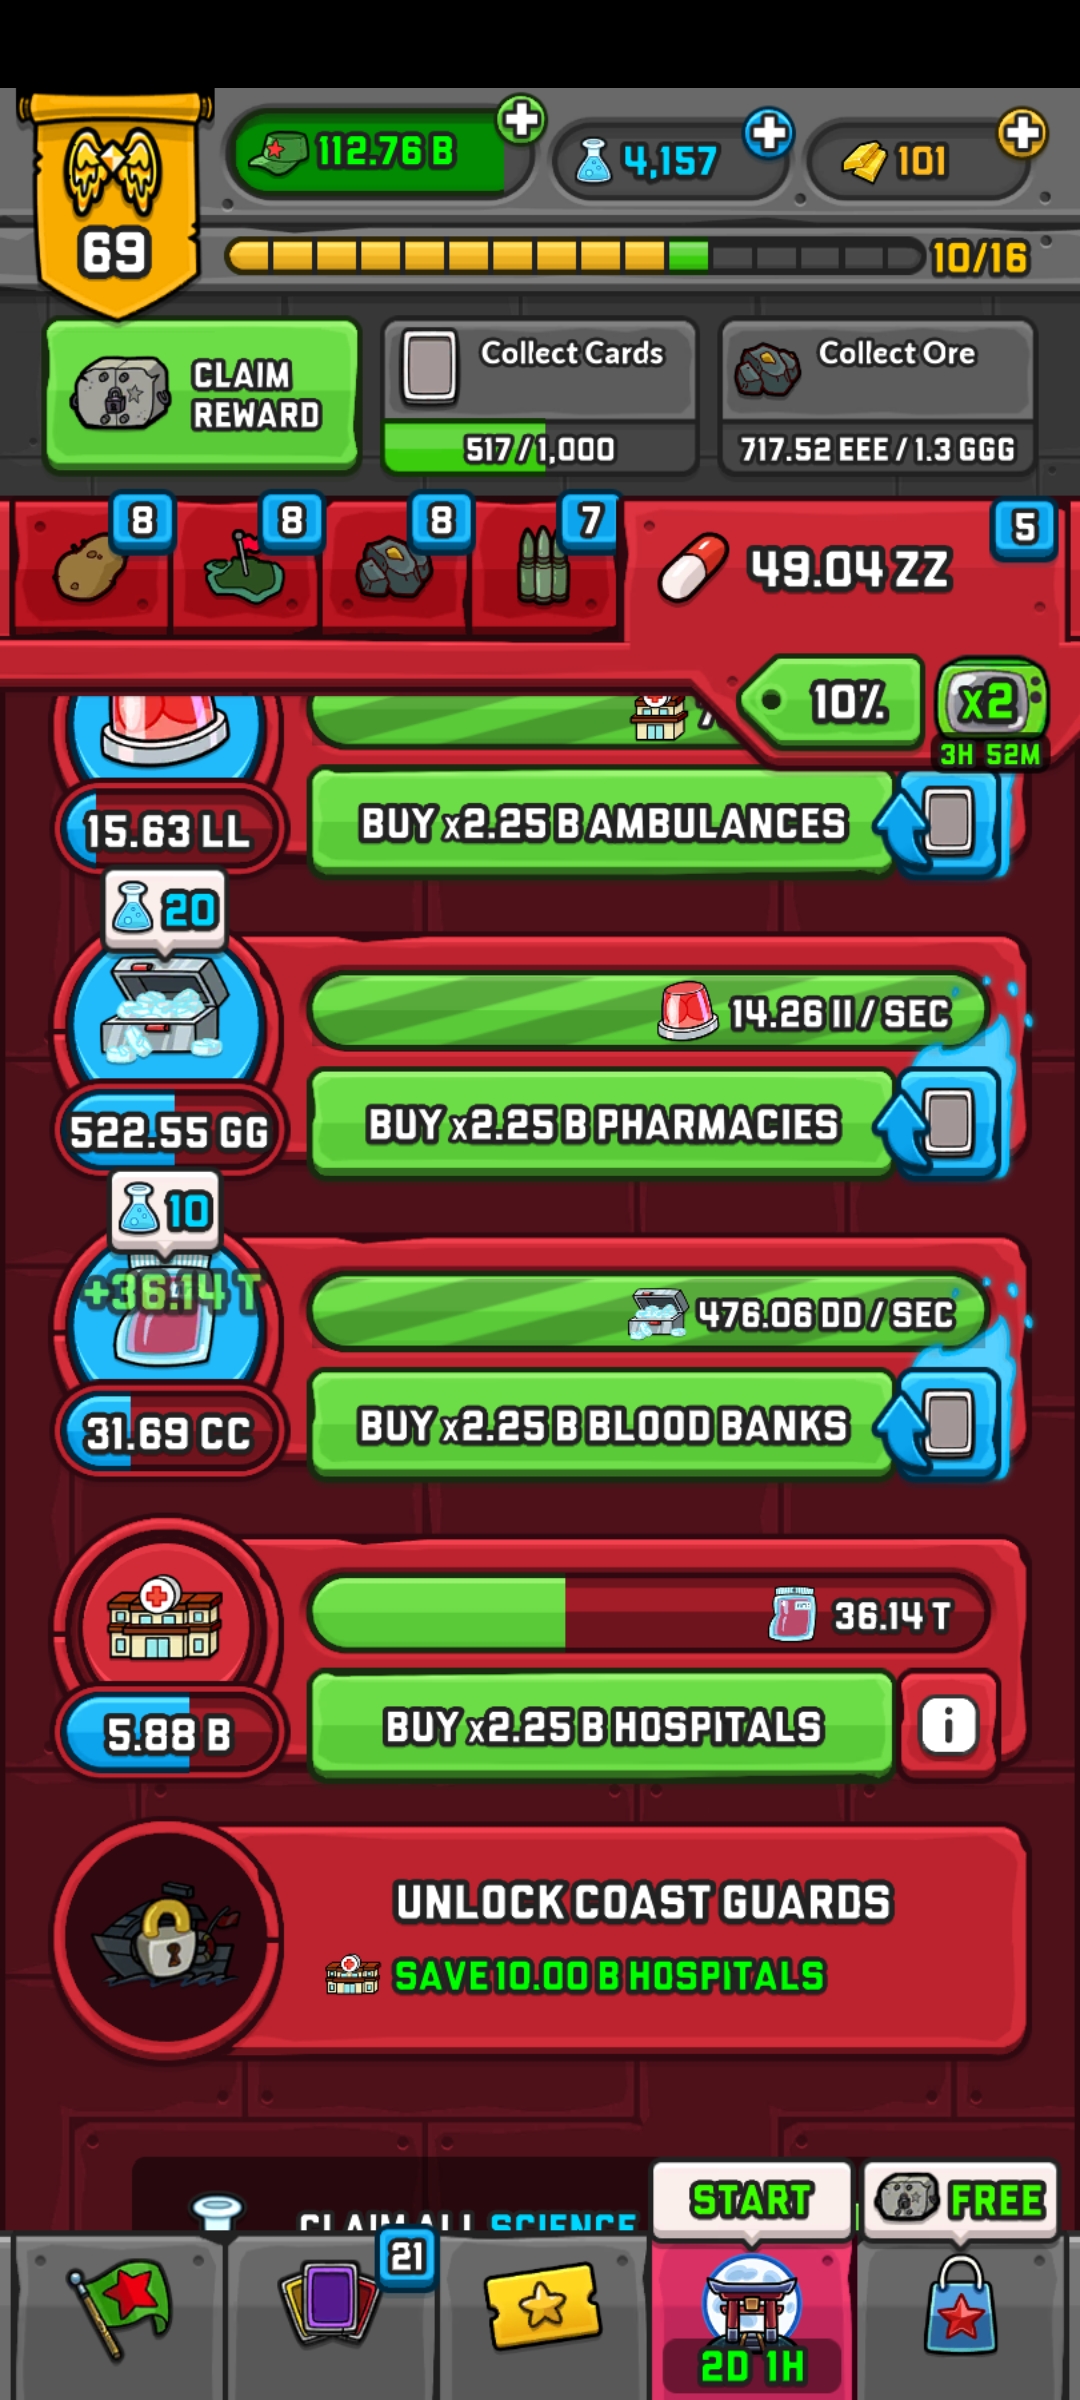 112.76 B
4,157
101
69
10/16
CLAIM
REWARD
Collect Cards
517 / 1,000
Collect Ore
717.52 EEE / 1.3 GGG
8
8
8
7
49.04 ZZ
5
10%
x2
3H 52M
15.63 LL
BUY x2.25 B AMBULANCES
20
14.26 II / SEC
522.55 GG
BUY x2.25 B PHARMACIES
10
+36.14 T
476.06 DD / SEC
31.69 CC
BUY x2.25 B BLOOD BANKS
36.14 T
5.88 B
BUY x2.25 B HOSPITALS
i
UNLOCK COAST GUARDS
SAVE 10.00 B HOSPITALS
CLAIM ALL SCIENCE
START
FREE
21
2D 1H